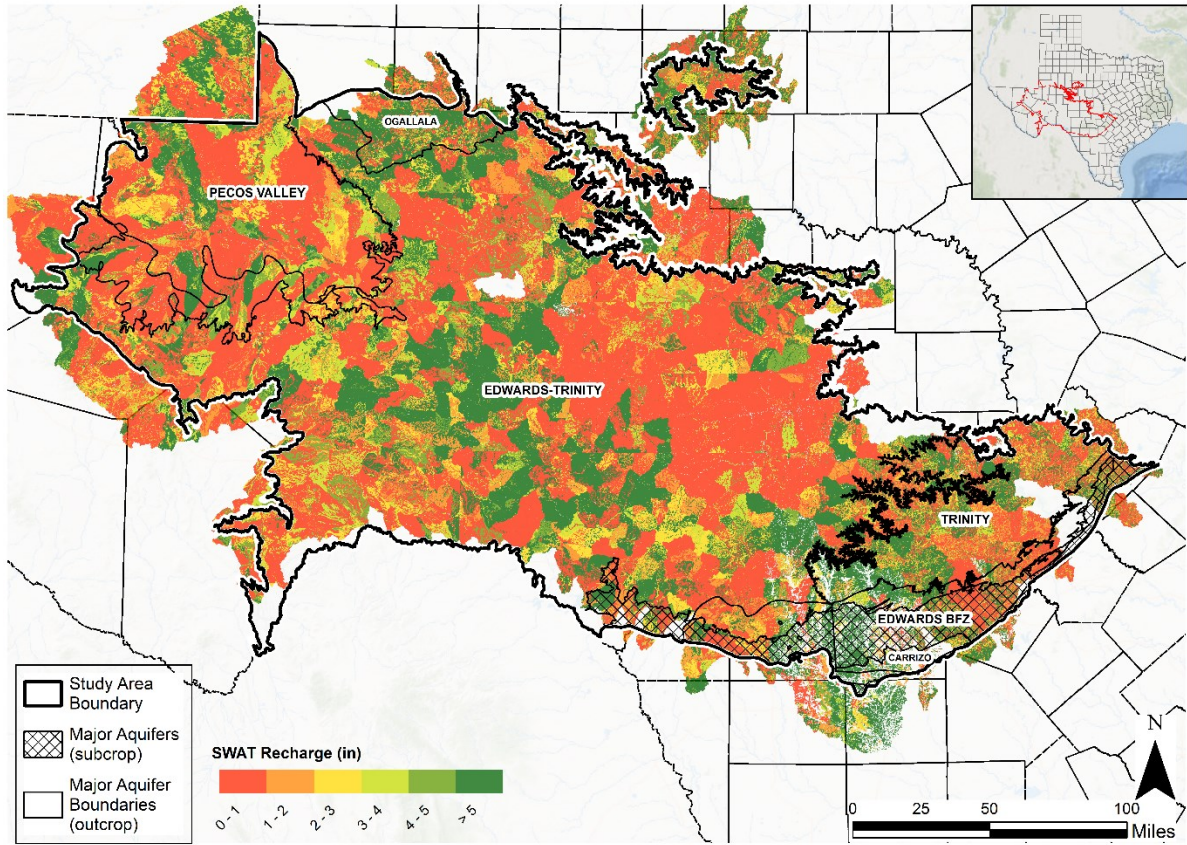 OGALLALA
PECOS VALLEY
EDWARDS-TRINITY
TRINITY
EDWARDS BFZ
CARRIZO
Study Area
Boundary
Major Aquifers
(subcrop)
Major Aquifer
Boundaries
(outcrop)
SWAT Recharge (in)
0 - 1
1 - 2
2 - 3
3 - 4
4 - 5
> 5
N
0 25 50 100
Miles